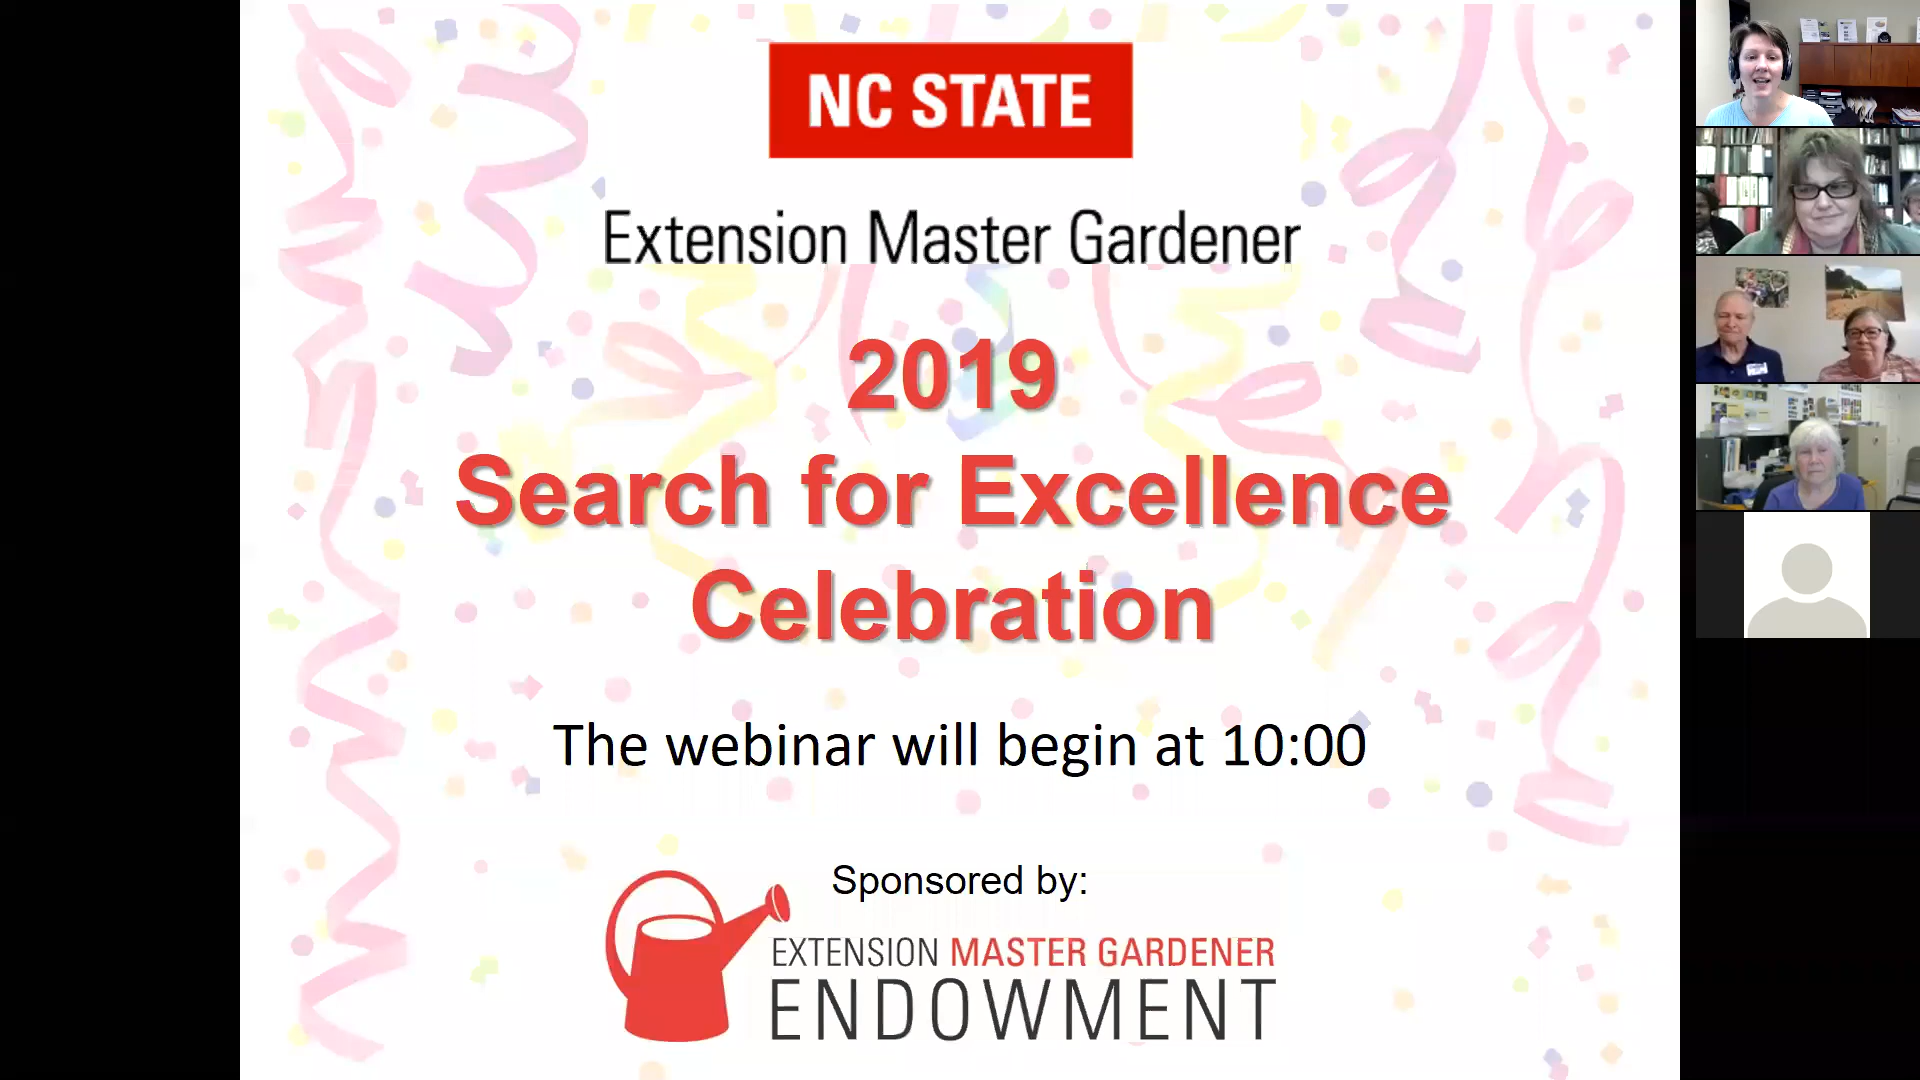 NC STATE
Extension Master Gardener
2019
Search for Excellence
Celebration
The webinar will begin at 10:00
Sponsored by:
EXTENSION MASTER GARDENER
ENDOWMENT